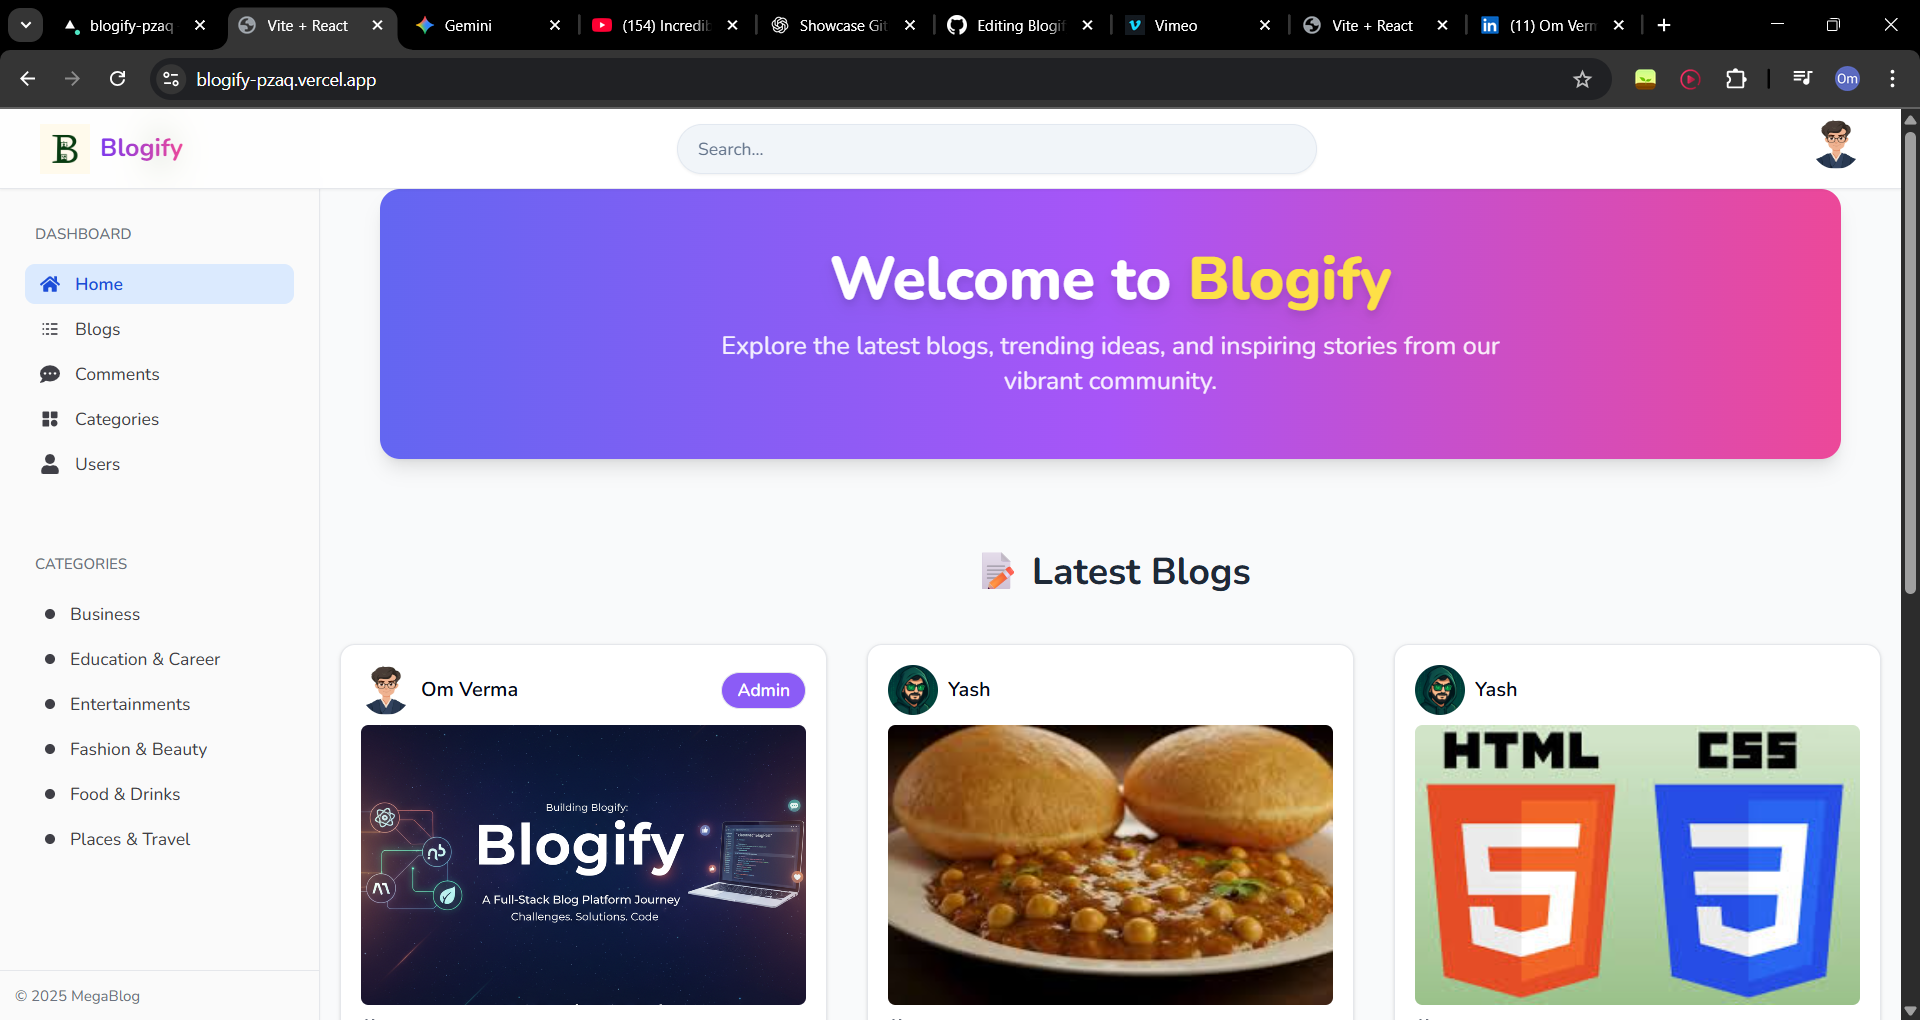 blogify-pzaq
Vite + React
Gemini
(154) Incredib
Showcase Git
Editing Blogif
Vimeo
Vite + React
(11) Om Verm
blogify-pzaq.vercel.app
Om
B
Blogify
Search...
DASHBOARD
Home
Blogs
Comments
Categories
Users
CATEGORIES
Business
Education & Career
Entertainments
Fashion & Beauty
Food & Drinks
Places & Travel
© 2025 MegaBlog
Welcome to Blogify
Explore the latest blogs, trending ideas, and inspiring stories from our
vibrant community.
Latest Blogs
Om Verma
Admin
Building Blogify:
Blogify
A Full-Stack Blog Platform Journey
Challenges. Solutions. Code
Yash
Yash
HTML
CSS
5
3